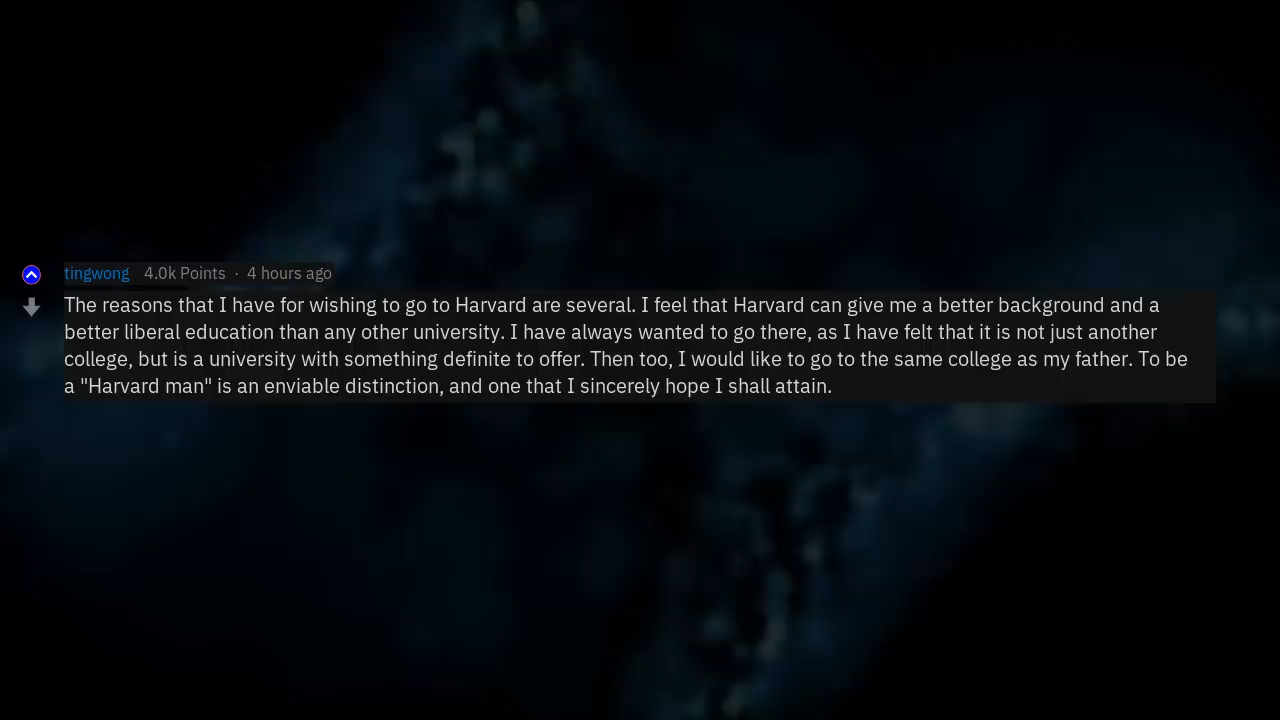 tingwong 4.0k Points · 4 hours ago
The reasons that I have for wishing to go to Harvard are several. I feel that Harvard can give me a better background and a
better liberal education than any other university. I have always wanted to go there, as I have felt that it is not just another
college, but is a university with something definite to offer. Then too, I would like to go to the same college as my father. To be
a "Harvard man" is an enviable distinction, and one that I sincerely hope I shall attain.